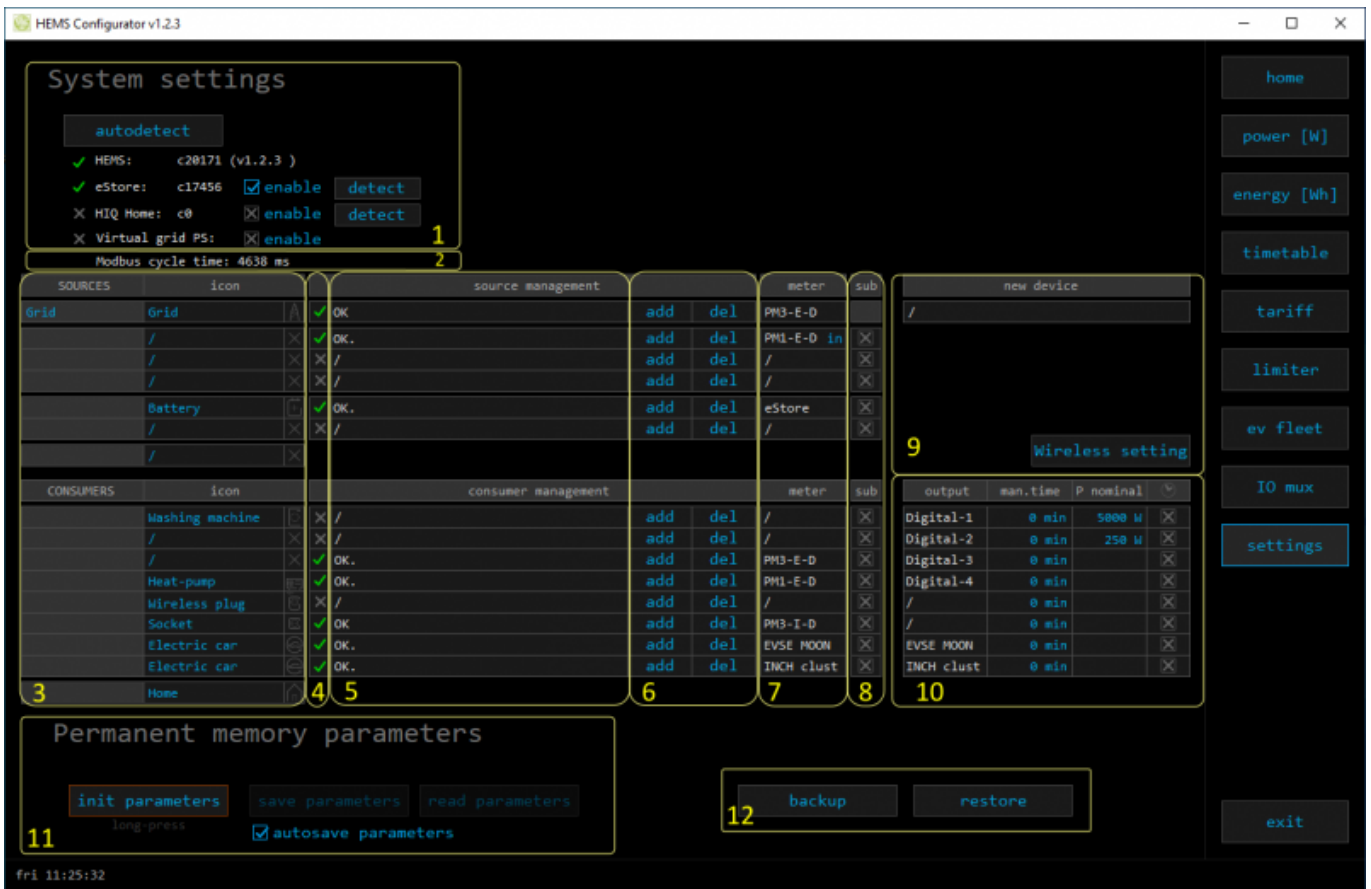 HEMS Configurator v1.2.3
System settings
autodetect
HEMS: c20171 (v1.2.3 )
eStore: c17456 enable detect
HIQ Home: c0 enable detect
Virtual grid PS: enable 1
Modbus cycle time: 4638 ms 2
SOURCES icon source management meter sub
Grid Grid OK add del PM3-E-D
/ OK. add del PM1-E-D in
/ / add del /
/ / add del /
Battery OK. add del eStore
/ / add del /
/
CONSUMERS icon consumer management meter sub
Washing machine / add del /
/ / add del /
/ OK. add del PM3-E-D
Heat-pump OK. add del PM1-E-D
Wireless plug / add del /
Socket OK add del PM3-I-D
Electric car OK. add del EVSE MOON
Electric car OK. add del INCH clust
3 Home 4 5 6 7 8
new device
/
9 Wireless setting
output man.time P nominal
Digital-1 0 min 5000 W
Digital-2 0 min 250 W
Digital-3 0 min
Digital-4 0 min
/ 0 min
/ 0 min
EVSE MOON 0 min
INCH clust 0 min
10
Permanent memory parameters
init parameters save parameters read parameters
long-press autosave parameters
11
12 backup restore
home
power [W]
energy [Wh]
timetable
tariff
limiter
ev fleet
IO mux
settings
exit
fri 11:25:32